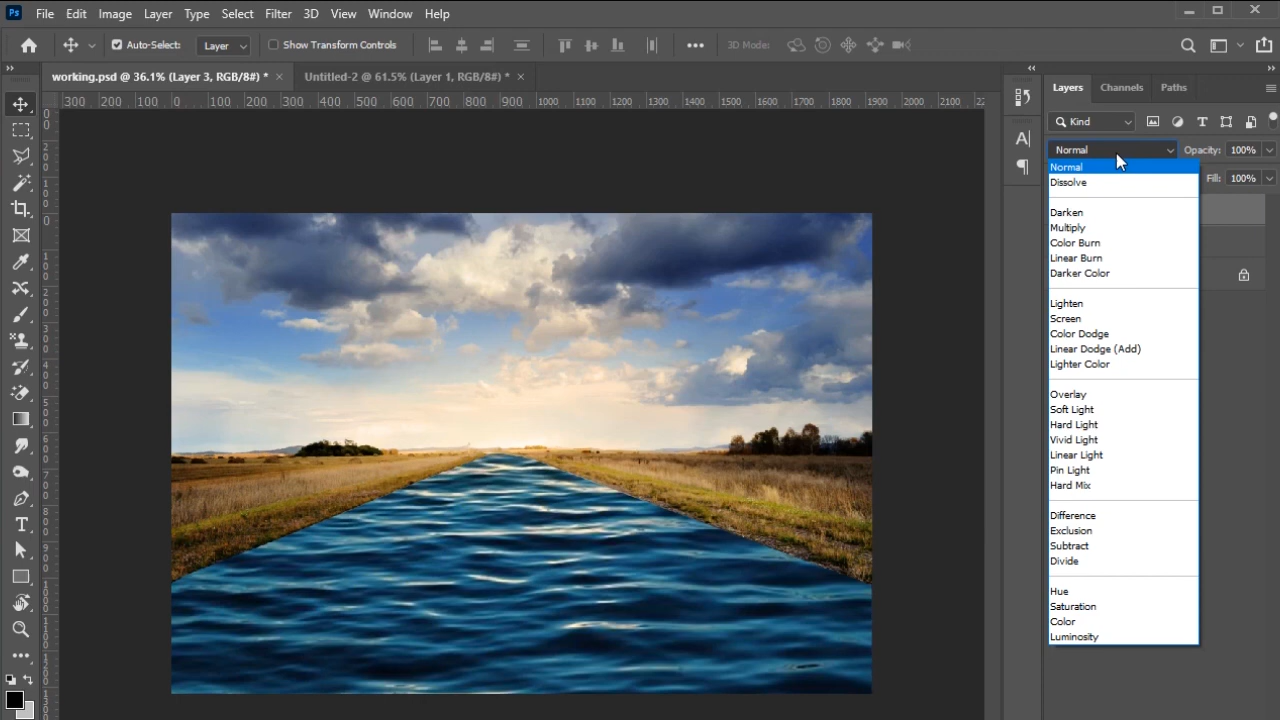 Ps File Edit Image Layer Type Select Filter 3D View Window Help
Auto-Select: Layer Show Transform Controls 3D Mode:
working.psd @ 36.1% (Layer 3, RGB/8#) * Untitled-2 @ 61.5% (Layer 1, RGB/8#) *
300 200 100 0 100 200 300 400 500 600 700 800 900 1000 1100 1200 1300 1400 1500 1600 1700 1800 1900 2000 2100
Layers Channels Paths
Kind
Normal Opacity: 100%
Fill: 100%
Normal
Dissolve
Darken
Multiply
Color Burn
Linear Burn
Darker Color
Lighten
Screen
Color Dodge
Linear Dodge (Add)
Lighter Color
Overlay
Soft Light
Hard Light
Vivid Light
Linear Light
Pin Light
Hard Mix
Difference
Exclusion
Subtract
Divide
Hue
Saturation
Color
Luminosity